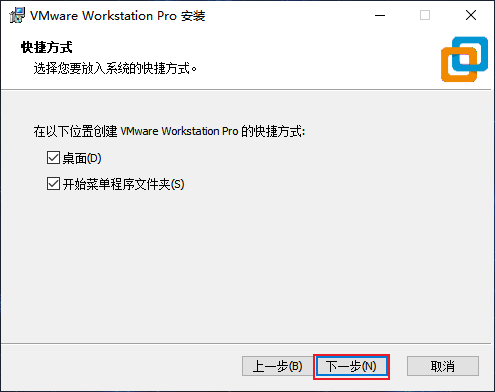 VMware Workstation Pro 安装
快捷方式
选择您要放入系统的快捷方式。
在以下位置创建 VMware Workstation Pro 的快捷方式:
桌面(D)
开始菜单程序文件夹(S)
上一步(B) 下一步(N) 取消